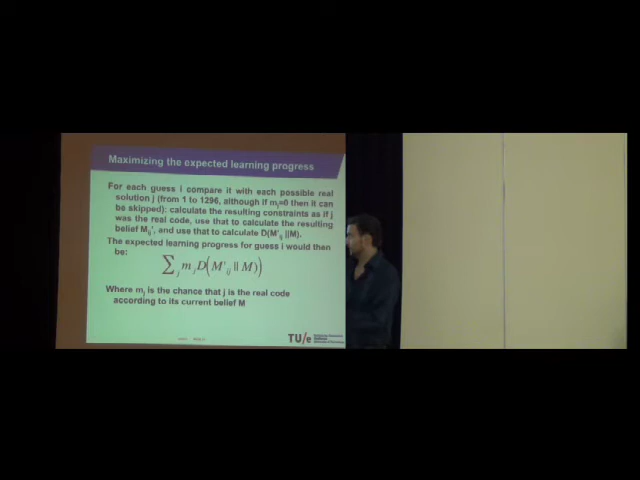 Maximizing the expected learning progress
For each guess i compare it with each possible real
solution j (from 1 to 1296, although if mj=0 then it can
be skipped): calculate the resulting constraints as if j
was the real code, use that to calculate the resulting
belief Mij', and use that to calculate D(M'ij ||M).
The expected learning progress for guess i would then
be:
∑j mj D(M'ij || M)
Where mj is the chance that j is the real code
according to its current belief M
TU/e